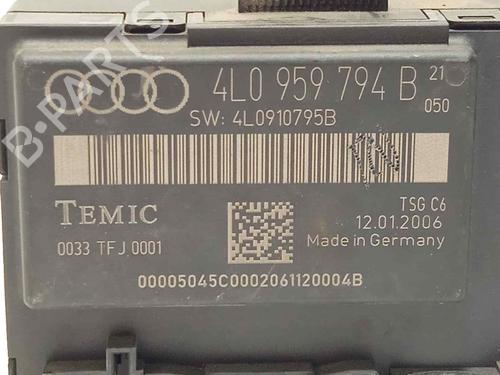 4L0 959 794 B 21
050
SW: 4L0910795B
TEMIC
TSG C6
12.01.2006
0033 TFJ 0001
Made in Germany
00005045C0002061120004B
B-PARTS